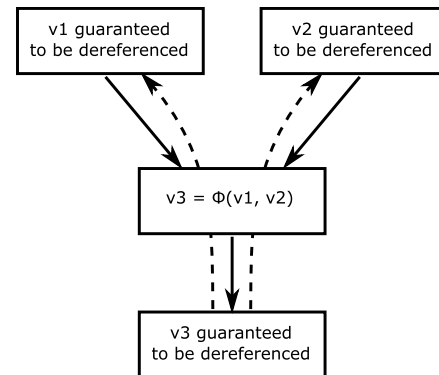 v1 guaranteed
to be dereferenced
v2 guaranteed
to be dereferenced
v3 = Φ(v1, v2)
v3 guaranteed
to be dereferenced